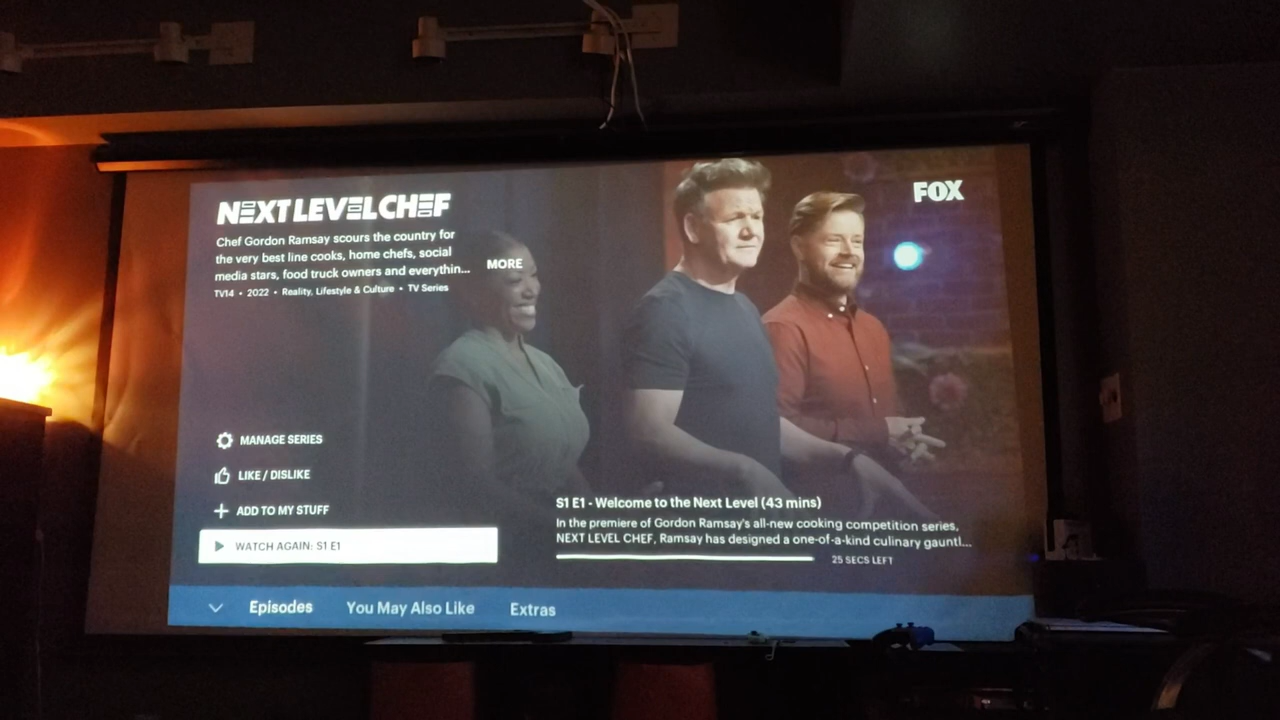 NEXT LEVEL CHEF
FOX
Chef Gordon Ramsay scours the country for
the very best line cooks, home chefs, social
media stars, food truck owners and everythin...
MORE
TV14 • 2022 • Reality, Lifestyle & Culture • TV Series
MANAGE SERIES
LIKE / DISLIKE
ADD TO MY STUFF
WATCH AGAIN: S1 E1
S1 E1 - Welcome to the Next Level (43 mins)
In the premiere of Gordon Ramsay's all-new cooking competition series,
NEXT LEVEL CHEF, Ramsay has designed a one-of-a-kind culinary gauntl...
25 SECS LEFT
Episodes You May Also Like Extras